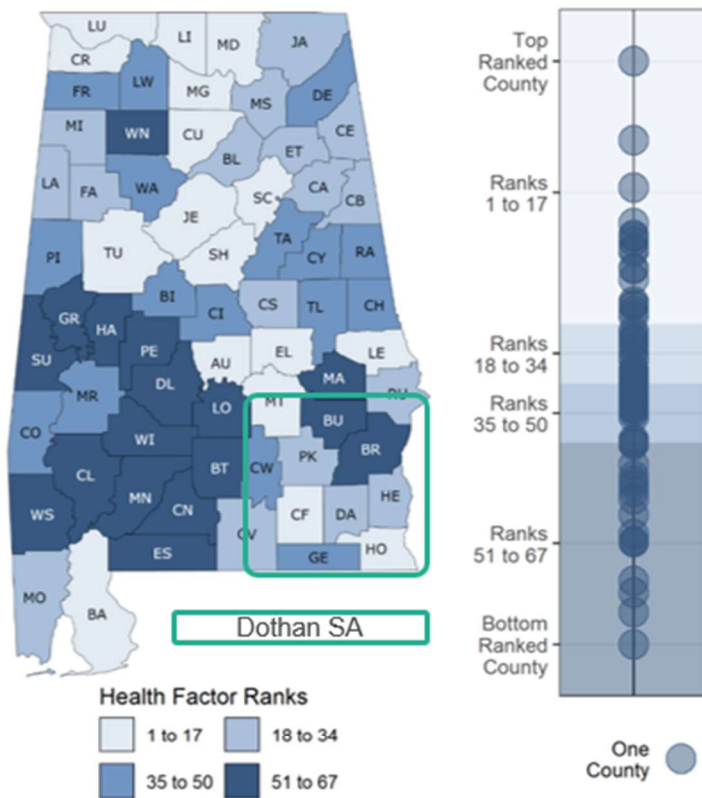 LU
LI
MD
JA
CR
FR
LW
MG
MS
DE
MI
WN
CU
BL
ET
CE
LA
FA
WA
JE
SC
CA
CB
PI
TU
SH
TA
CY
RA
BI
CI
CS
TL
CH
GR
HA
SU
PE
AU
EL
LE
MR
DL
LO
MT
MA
RU
CO
WI
BU
BR
CL
BT
CW
PK
WS
MN
CN
CF
DA
HE
ES
CV
GE
HO
MO
BA
Dothan SA
Health Factor Ranks
1 to 17
18 to 34
35 to 50
51 to 67
Top
Ranked
County
Ranks
1 to 17
Ranks
18 to 34
Ranks
35 to 50
Ranks
51 to 67
Bottom
Ranked
County
One
County